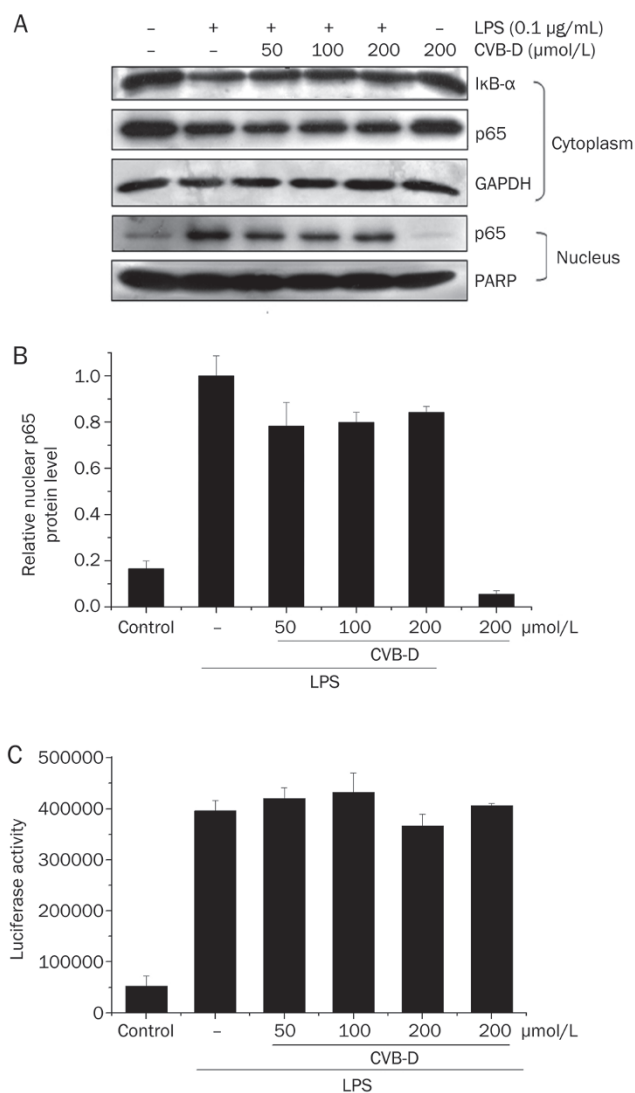 A
– + + + + – LPS (0.1 µg/mL)
– – 50 100 200 200 CVB-D (µmol/L)
IκB-α
p65
Cytoplasm
GAPDH
p65
Nucleus
PARP
B
Relative nuclear p65
protein level
1.0
0.8
0.6
0.4
0.2
0.0
Control – 50 100 200 200 µmol/L
CVB-D
LPS
C
Luciferase activity
500000
400000
300000
200000
100000
0
Control – 50 100 200 200 µmol/L
CVB-D
LPS